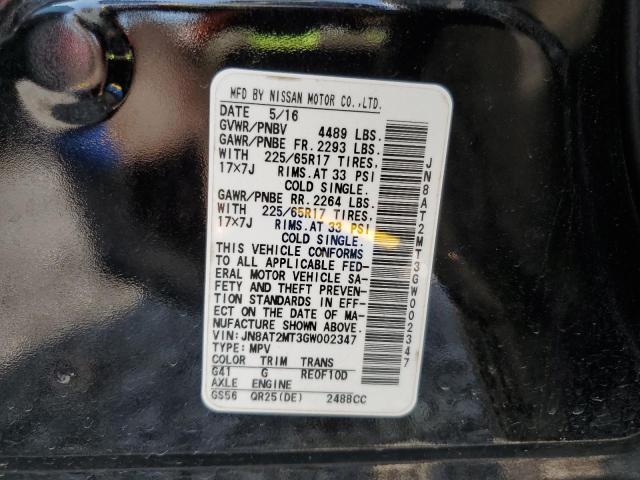 MFD BY NISSAN MOTOR CO.,LTD.
DATE 5/16
GVWR/PNBV 4489 LBS.
GAWR/PNBE FR. 2293 LBS.
WITH 225/65R17 TIRES,
17×7J RIMS.AT 33 PSI
COLD SINGLE.
GAWR/PNBE RR. 2264 LBS.
WITH 225/65R17 TIRES,
17×7J RIMS.AT 33 PSI
COLD SINGLE.
THIS VEHICLE CONFORMS
TO ALL APPLICABLE FED-
ERAL MOTOR VEHICLE SA-
FETY AND THEFT PREVEN-
TION STANDARDS IN EFF-
ECT ON THE DATE OF MA-
NUFACTURE SHOWN ABOVE.
VIN:JN8AT2MT3GW002347
TYPE:MPV
COLOR TRIM TRANS
G41 G RE0F10D
AXLE ENGINE
GS56 QR25(DE) 2488CC
JN8AT2MT3GW002347